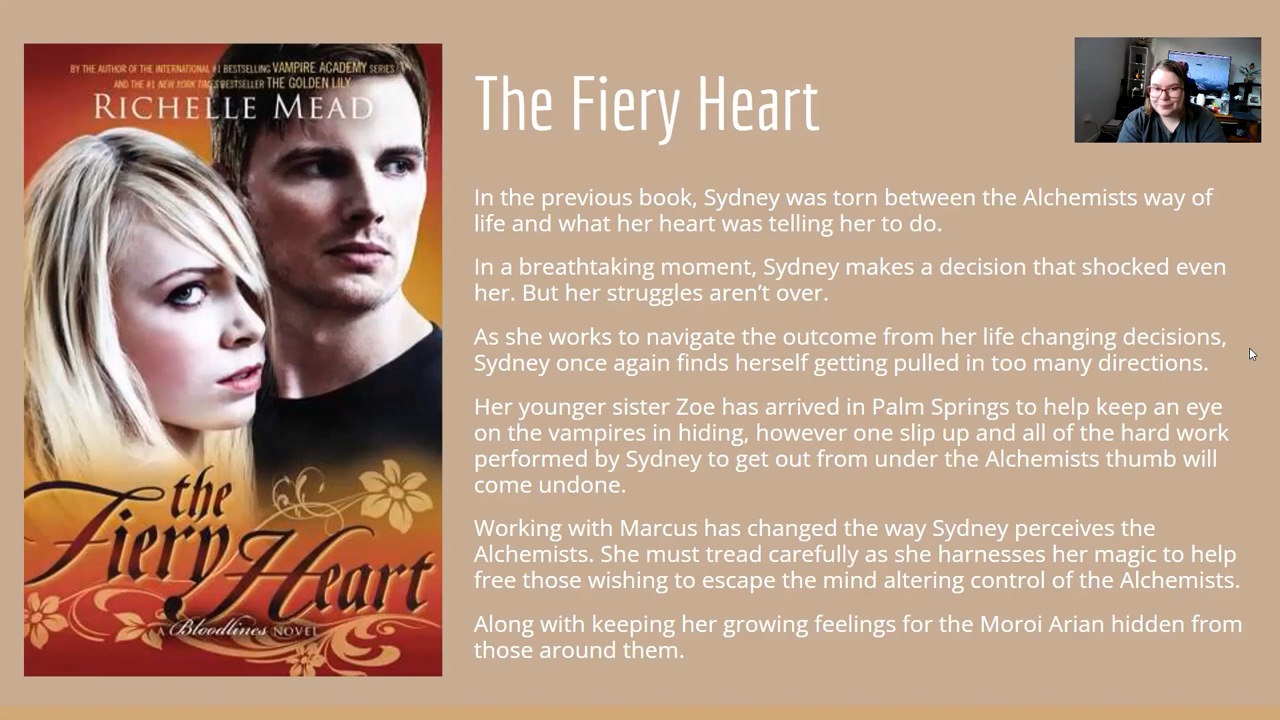 BY THE AUTHOR OF THE INTERNATIONAL #1 BESTSELLING VAMPIRE ACADEMY SERIES
AND THE #1 NEW YORK TIMES BESTSELLER THE GOLDEN LILY
RICHELLE MEAD
the
Fiery Heart
A Bloodlines NOVEL
The Fiery Heart
In the previous book, Sydney was torn between the Alchemists way of
life and what her heart was telling her to do.
In a breathtaking moment, Sydney makes a decision that shocked even
her. But her struggles aren’t over.
As she works to navigate the outcome from her life changing decisions,
Sydney once again finds herself getting pulled in too many directions.
Her younger sister Zoe has arrived in Palm Springs to help keep an eye
on the vampires in hiding, however one slip up and all of the hard work
performed by Sydney to get out from under the Alchemists thumb will
come undone.
Working with Marcus has changed the way Sydney perceives the
Alchemists. She must tread carefully as she harnesses her magic to help
free those wishing to escape the mind altering control of the Alchemists.
Along with keeping her growing feelings for the Moroi Arian hidden from
those around them.